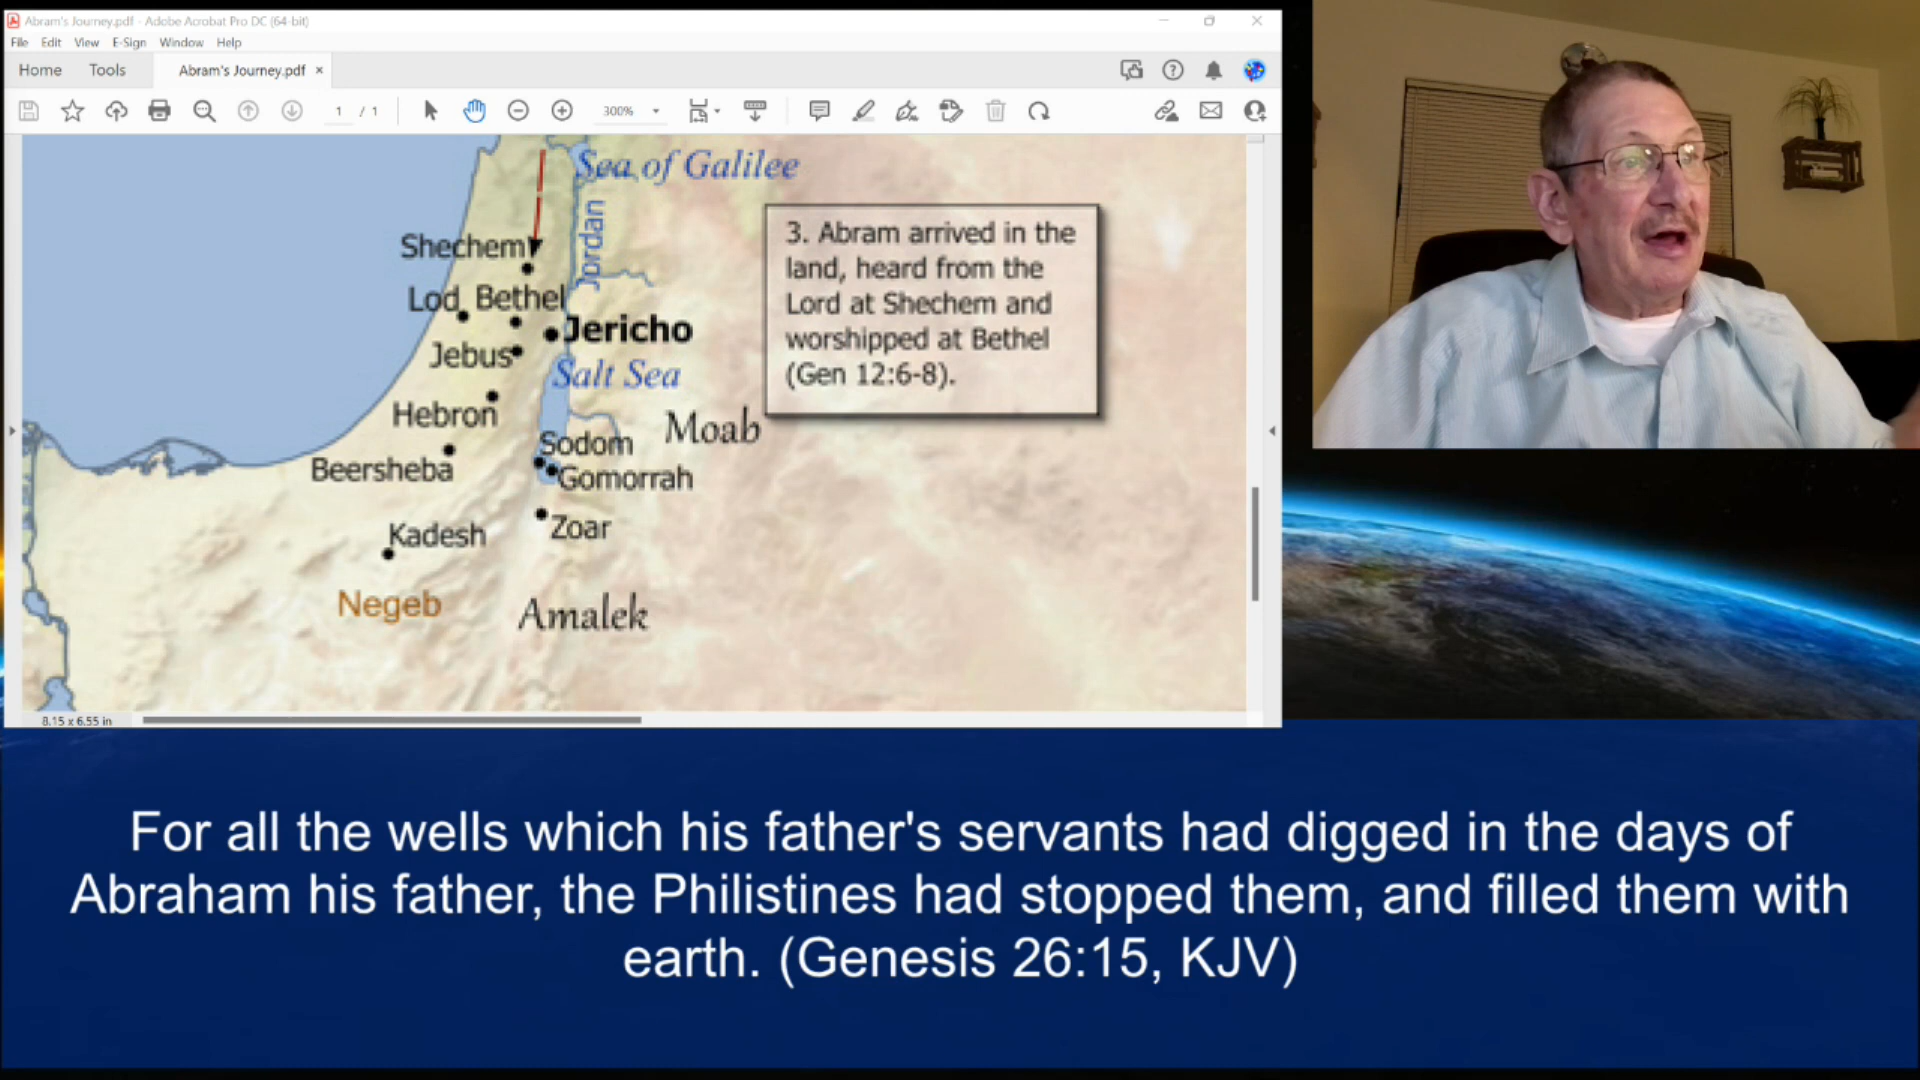 Abram's Journey.pdf - Adobe Acrobat Pro DC (64-bit)
File Edit View E-Sign Window Help
Home Tools Abram's Journey.pdf ×
1 / 1 300%
Sea of Galilee
Jordan
Shechem
Lod Bethel
Jericho
Jebus
Salt Sea
Hebron
Moab
Sodom
Beersheba
Gomorrah
Kadesh
Zoar
Negeb
Amalek
3. Abram arrived in the
land, heard from the
Lord at Shechem and
worshipped at Bethel
(Gen 12:6-8).
8.15 x 6.55 in
For all the wells which his father's servants had digged in the days of
Abraham his father, the Philistines had stopped them, and filled them with
earth. (Genesis 26:15, KJV)